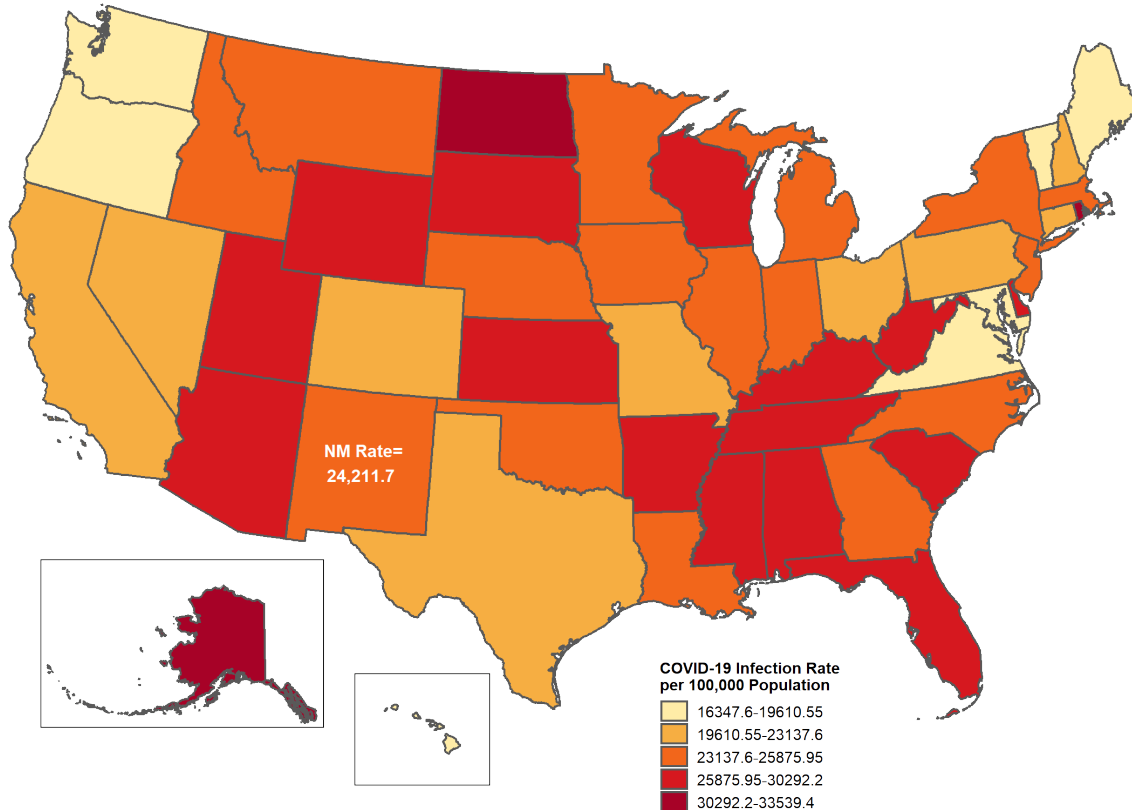 NM Rate=
24,211.7
COVID-19 Infection Rate
per 100,000 Population
16347.6-19610.55
19610.55-23137.6
23137.6-25875.95
25875.95-30292.2
30292.2-33539.4